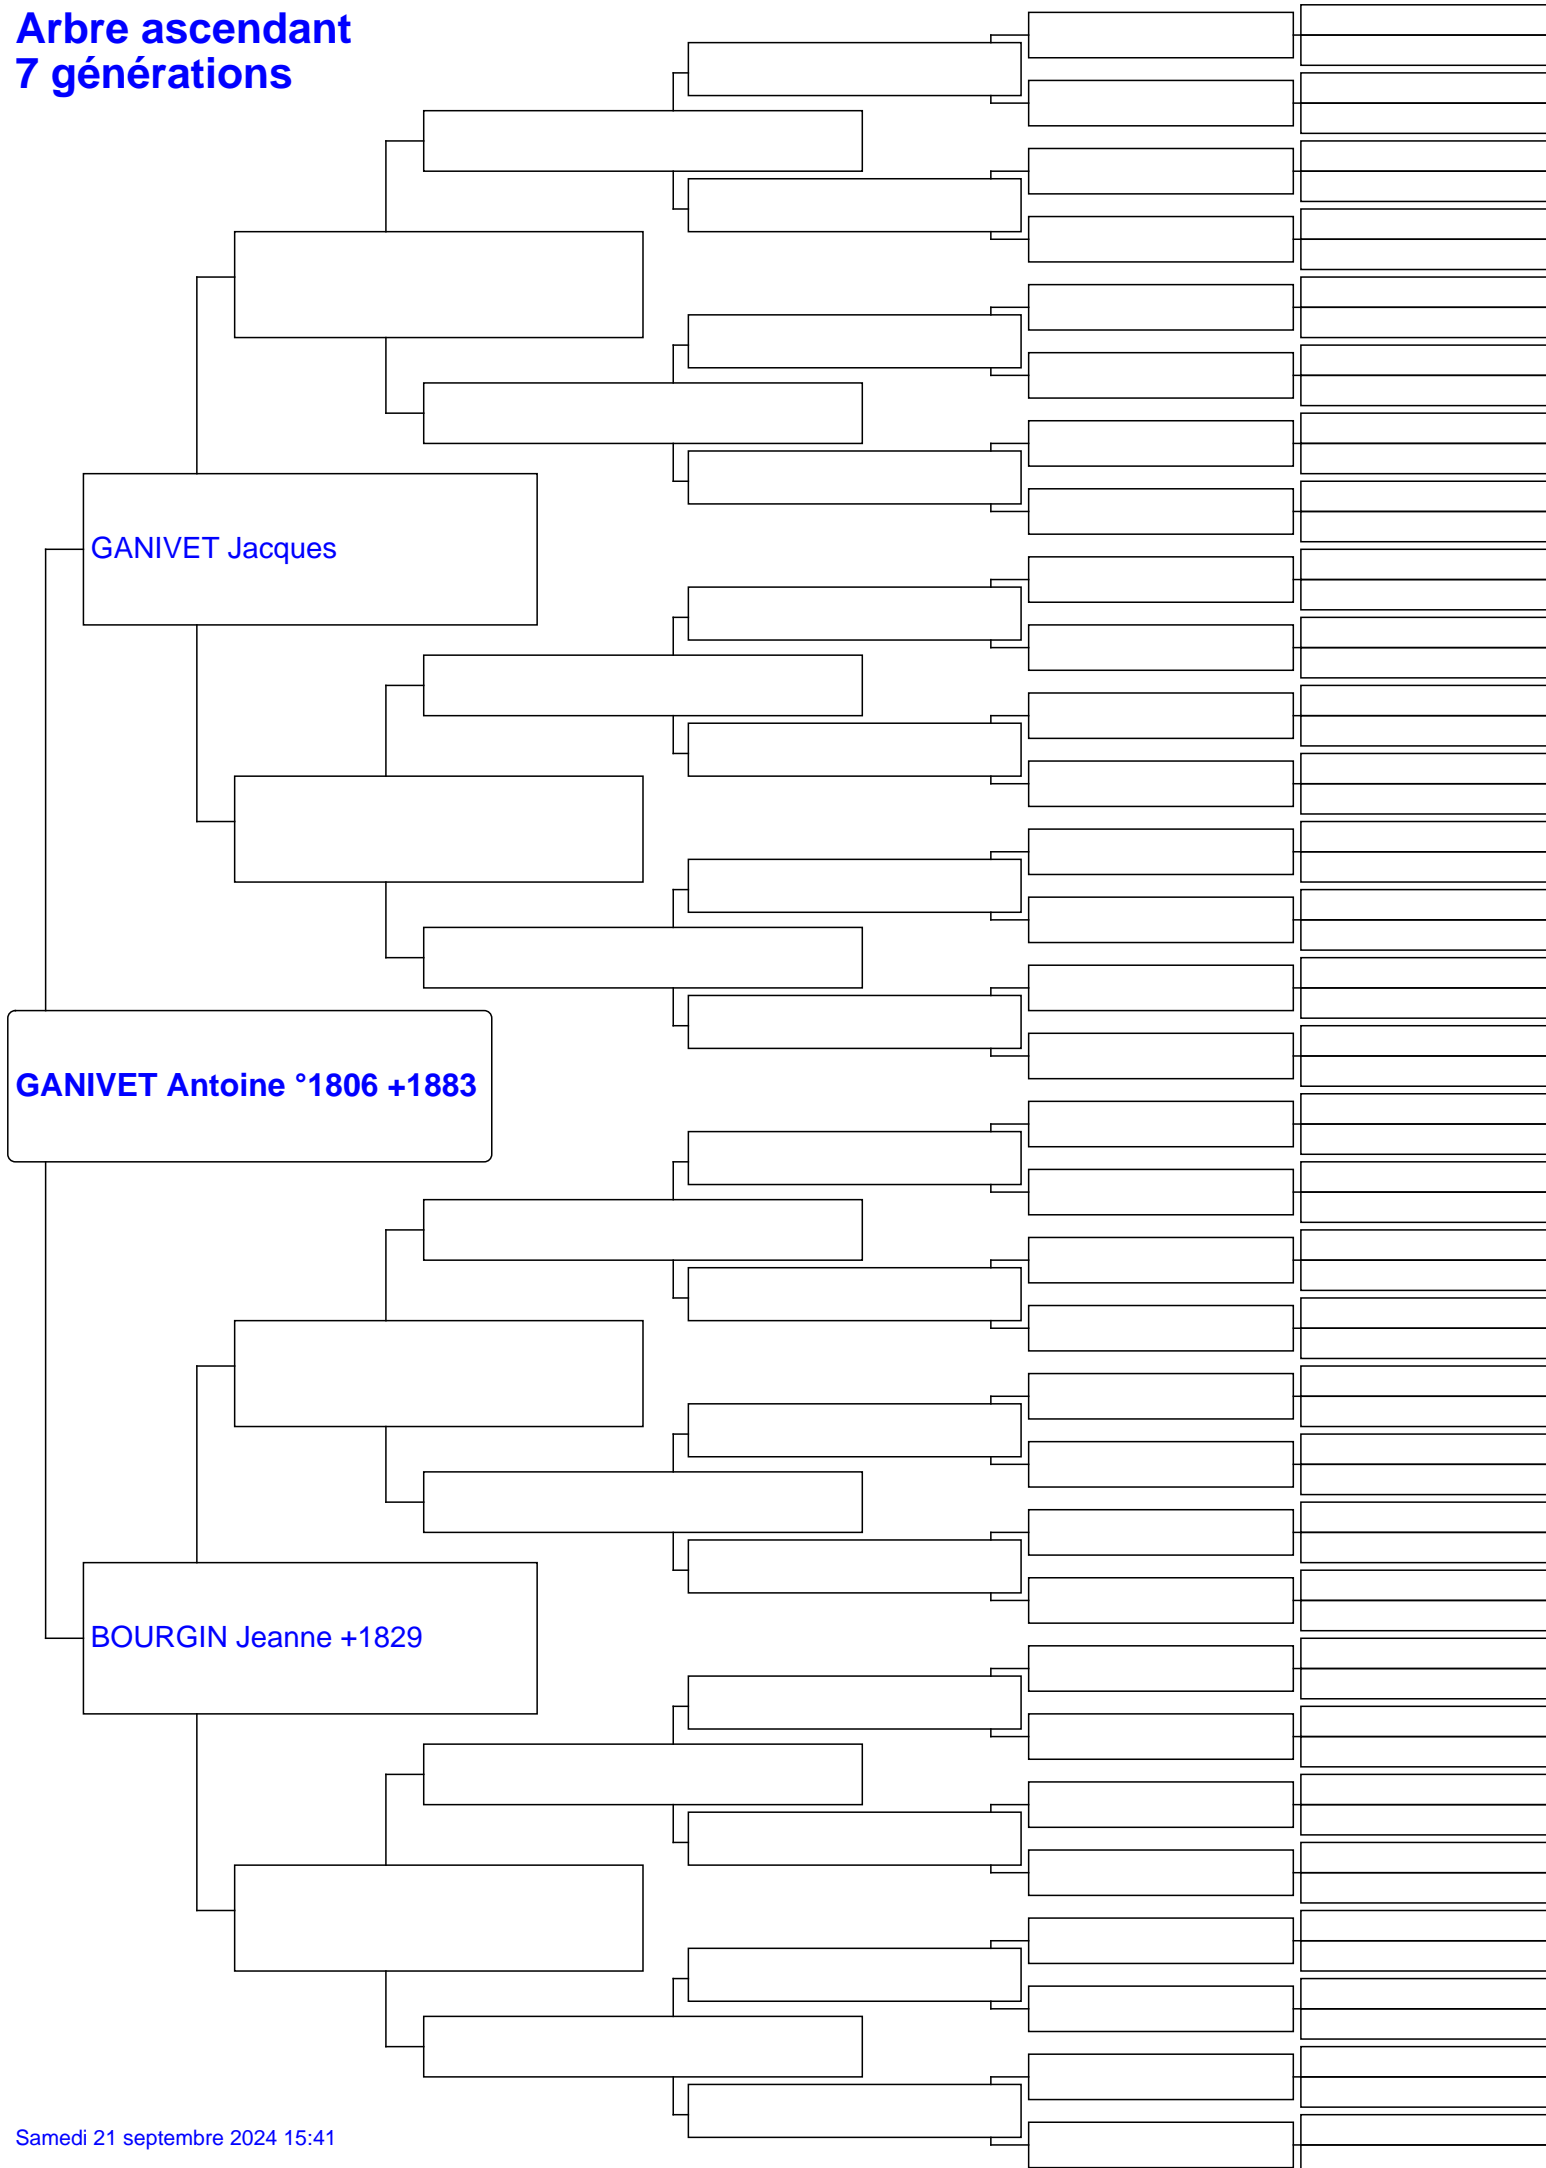 Arbre ascendant
7 générations
GANIVET Jacques
GANIVET Antoine °1806 +1883
BOURGIN Jeanne +1829
Samedi 21 septembre 2024 15:41